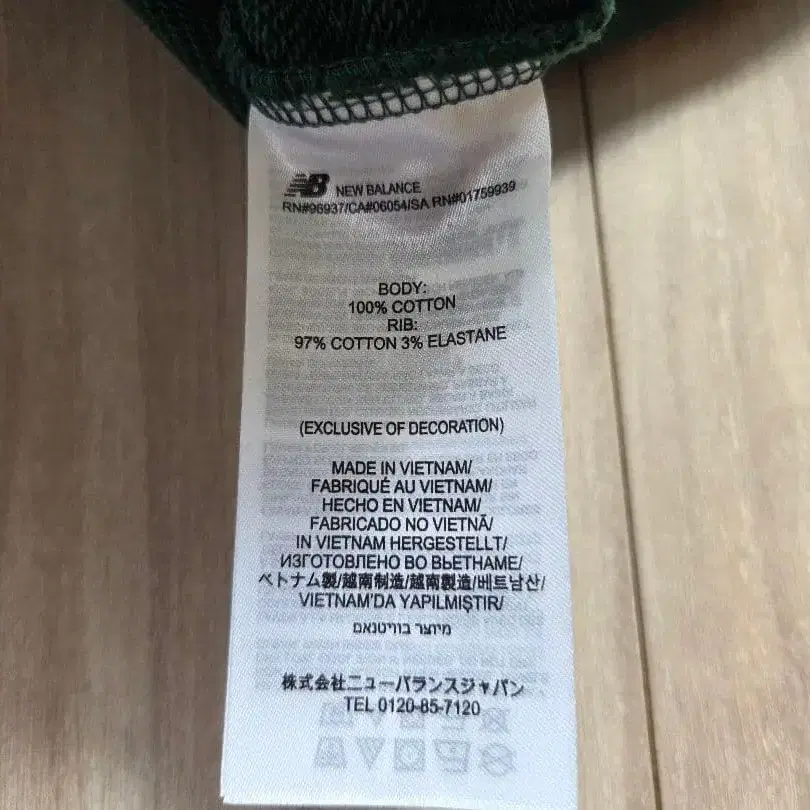 NB NEW BALANCE
RN#96937/CA#06054/SA RN#01759939
BODY:
100% COTTON
RIB:
97% COTTON 3% ELASTANE
(EXCLUSIVE OF DECORATION)
MADE IN VIETNAM/
FABRIQUÉ AU VIETNAM/
HECHO EN VIETNAM/
FABRICADO NO VIETNÃ/
IN VIETNAM HERGESTELLT/
ИЗГОТОВЛЕНО ВО ВЬЕТНАМЕ/
ベトナム製/越南制造/越南製造/베트남산/
VIETNAM'DA YAPILMIŞTIR/
מיוצר בוויטנאם
株式会社ニューバランスジャパン
TEL 0120-85-7120